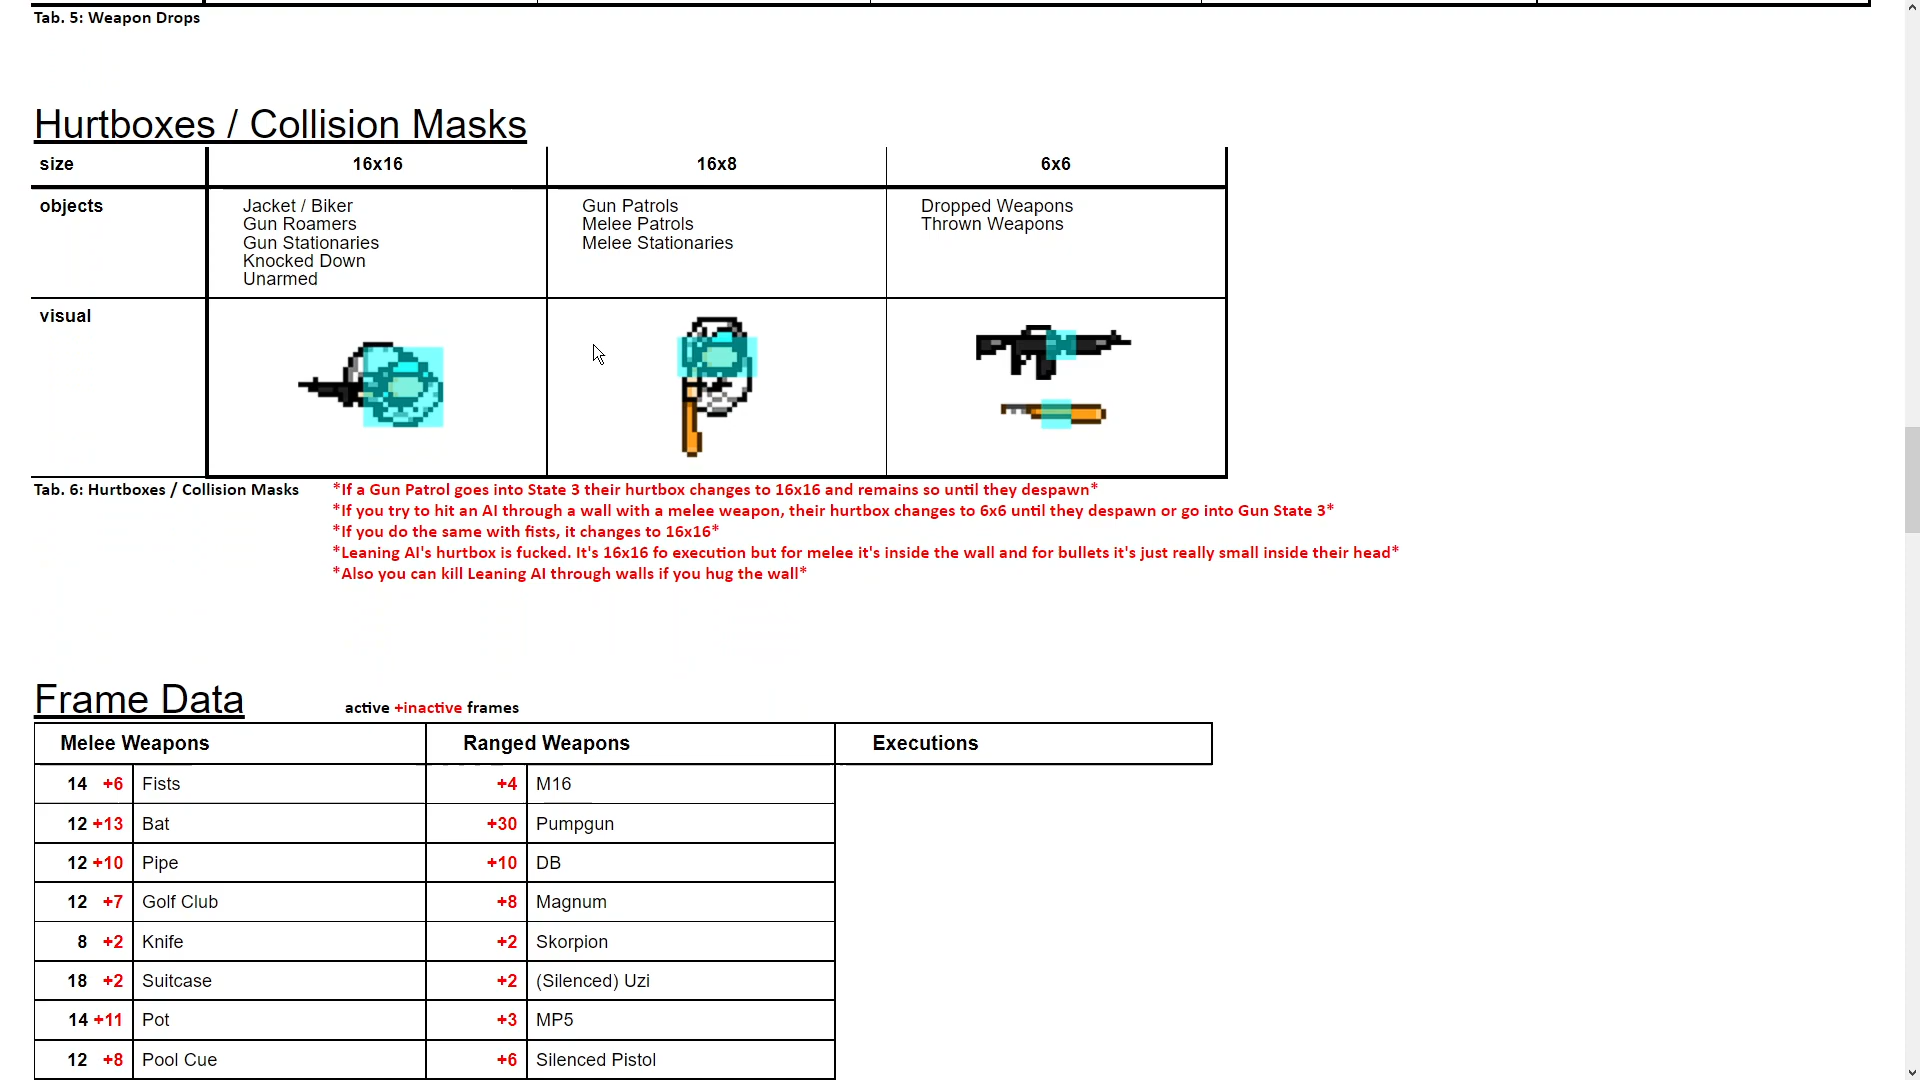 Tab. 5: Weapon Drops
Hurtboxes / Collision Masks
size 16x16 16x8 6x6
objects
Jacket / Biker
Gun Roamers
Gun Stationaries
Knocked Down
Unarmed
Gun Patrols
Melee Patrols
Melee Stationaries
Dropped Weapons
Thrown Weapons
visual
Tab. 6: Hurtboxes / Collision Masks
*If a Gun Patrol goes into State 3 their hurtbox changes to 16x16 and remains so until they despawn*
*If you try to hit an AI through a wall with a melee weapon, their hurtbox changes to 6x6 until they despawn or go into Gun State 3*
*If you do the same with fists, it changes to 16x16*
*Leaning AI's hurtbox is fucked. It's 16x16 fo execution but for melee it's inside the wall and for bullets it's just really small inside their head*
*Also you can kill Leaning AI through walls if you hug the wall*
Frame Data
active +inactive frames
Melee Weapons Ranged Weapons Executions
14 +6 Fists +4 M16
12 +13 Bat +30 Pumpgun
12 +10 Pipe +10 DB
12 +7 Golf Club +8 Magnum
8 +2 Knife +2 Skorpion
18 +2 Suitcase +2 (Silenced) Uzi
14 +11 Pot +3 MP5
12 +8 Pool Cue +6 Silenced Pistol